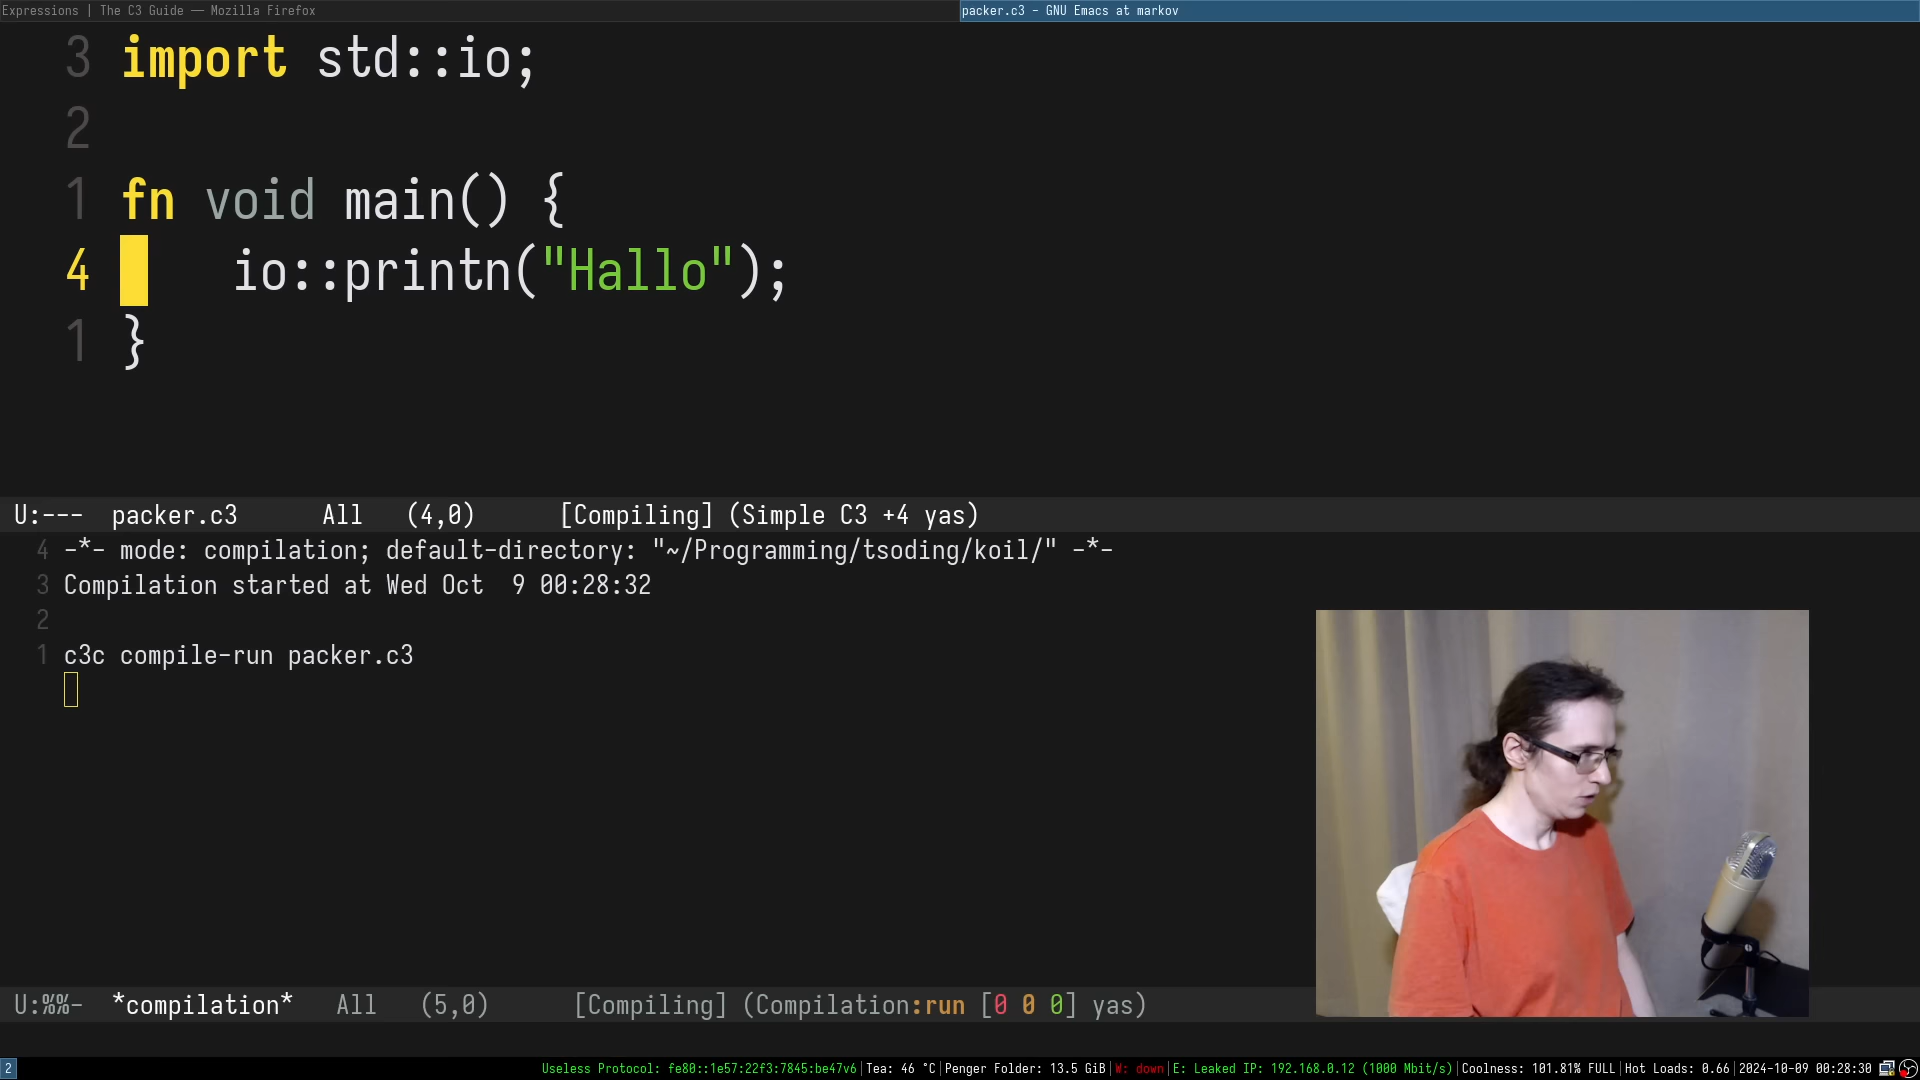 Expressions | The C3 Guide — Mozilla Firefox
packer.c3 - GNU Emacs at markov
3 import std::io;
2
1 fn void main() {
4     io::printn("Hallo");
1 }
U:--- packer.c3 All (4,0) [Compiling] (Simple C3 +4 yas)
4 -*- mode: compilation; default-directory: "~/Programming/tsoding/koil/" -*-
3 Compilation started at Wed Oct  9 00:28:32
2
1 c3c compile-run packer.c3
U:%%- *compilation* All (5,0) [Compiling] (Compilation:run [0 0 0] yas)
2 Useless Protocol: fe80::1e57:22f3:7845:be47v6|Tea: 46 °C|Penger Folder: 13.5 GiB|W: down|E: Leaked IP: 192.168.0.12 (1000 Mbit/s)|Coolness: 101.81% FULL|Hot Loads: 0.66|2024-10-09 00:28:30